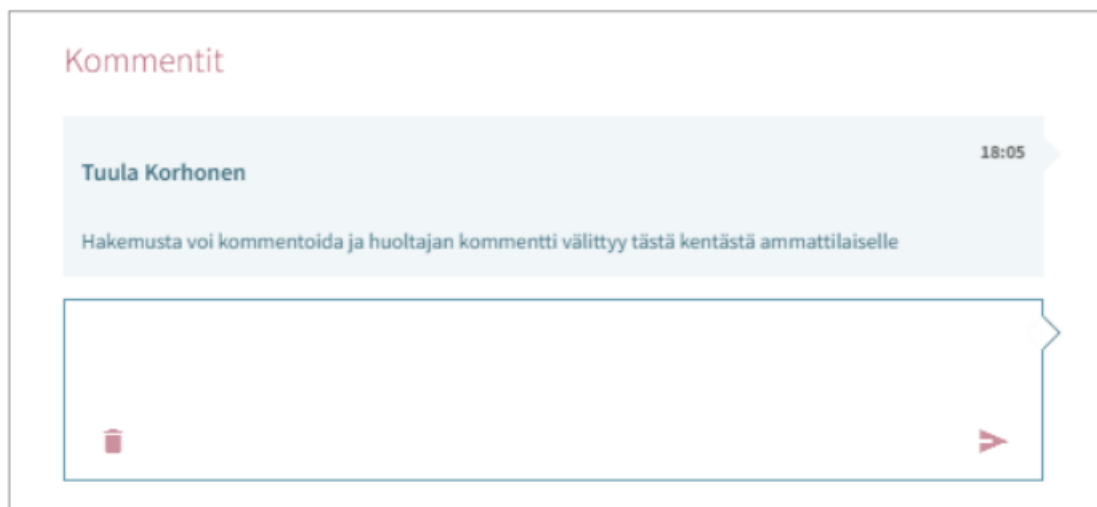 Kommentit
18:05
Tuula Korhonen
Hakemusta voi kommentoida ja huoltajan kommentti välittyy tästä kentästä ammattilaiselle